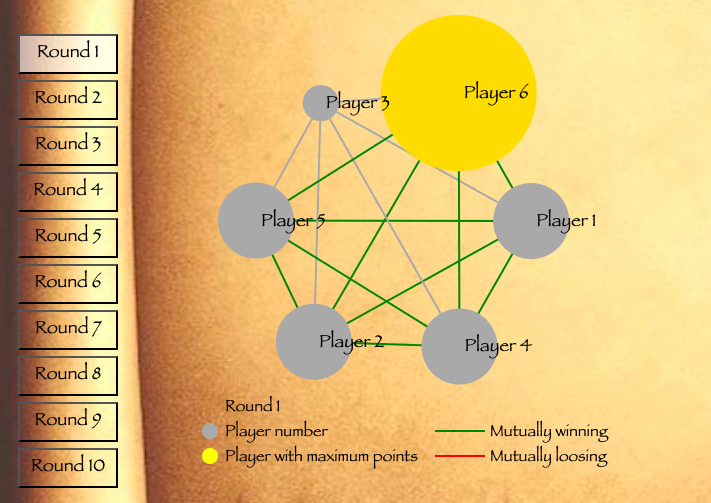 Round 1
Round 2
Round 3
Round 4
Round 5
Round 6
Round 7
Round 8
Round 9
Round 10
Player 6
Player 3
Player 5
Player 1
Player 2
Player 4
Round 1
Player number
Mutually winning
Player with maximum points
Mutually loosing